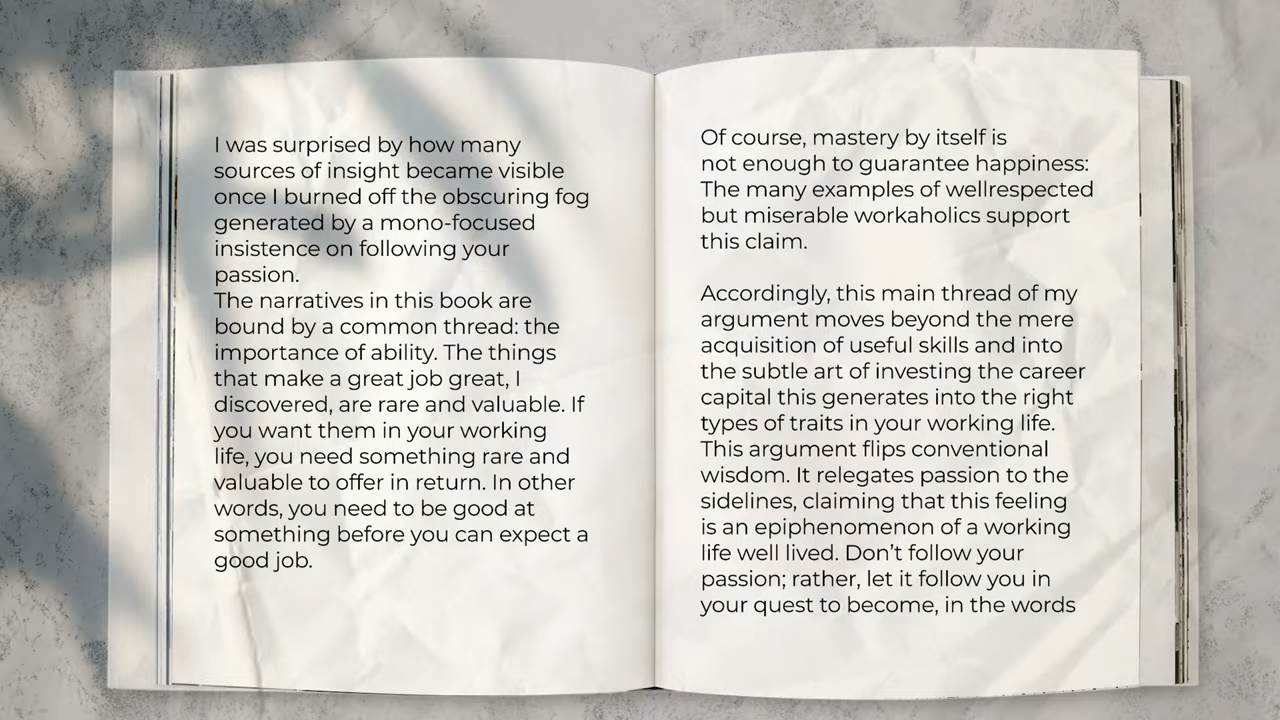 I was surprised by how many
sources of insight became visible
once I burned off the obscuring fog
generated by a mono-focused
insistence on following your
passion.
The narratives in this book are
bound by a common thread: the
importance of ability. The things
that make a great job great, I
discovered, are rare and valuable. If
you want them in your working
life, you need something rare and
valuable to offer in return. In other
words, you need to be good at
something before you can expect a
good job.
Of course, mastery by itself is
not enough to guarantee happiness:
The many examples of wellrespected
but miserable workaholics support
this claim.
Accordingly, this main thread of my
argument moves beyond the mere
acquisition of useful skills and into
the subtle art of investing the career
capital this generates into the right
types of traits in your working life.
This argument flips conventional
wisdom. It relegates passion to the
sidelines, claiming that this feeling
is an epiphenomenon of a working
life well lived. Don’t follow your
passion; rather, let it follow you in
your quest to become, in the words